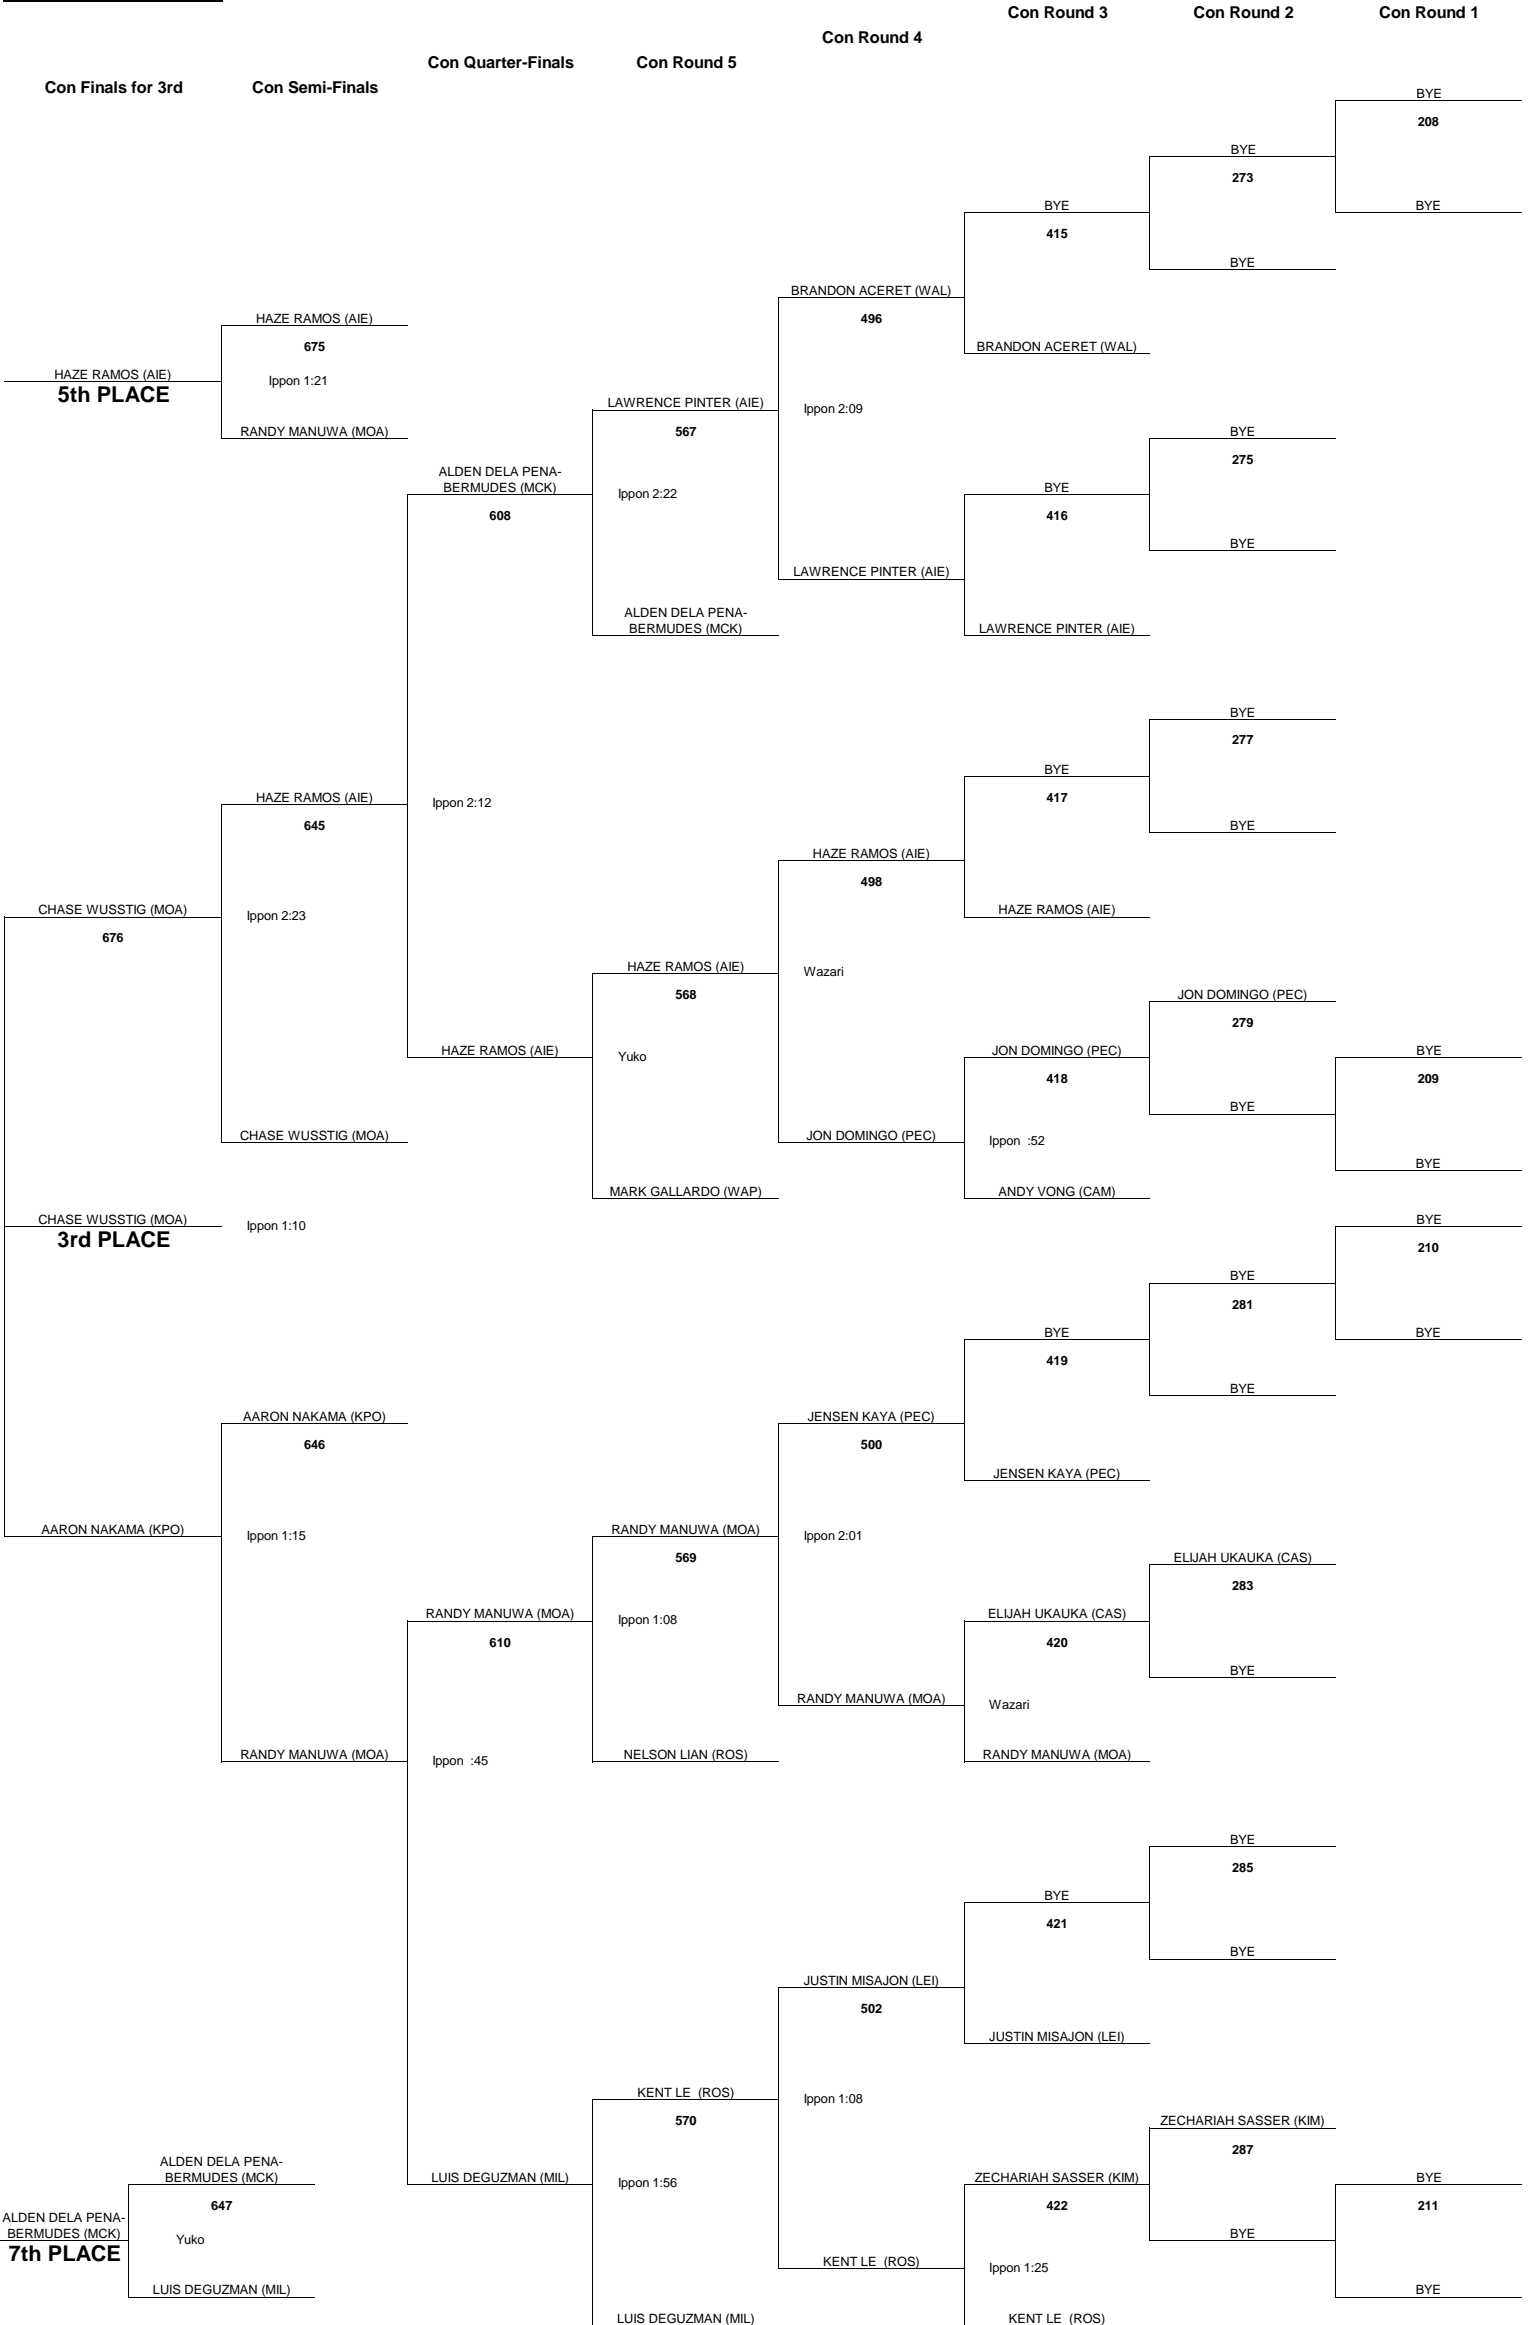 Con Round 3
Con Round 2
Con Round 1
Con Round 4
Con Quarter-Finals
Con Round 5
Con Finals for 3rd
Con Semi-Finals
BYE
208
BYE
273
BYE
BYE
415
BYE
BRANDON ACERET (WAL)
496
BRANDON ACERET (WAL)
HAZE RAMOS (AIE)
675
HAZE RAMOS (AIE)
5th PLACE
Ippon 1:21
RANDY MANUWA (MOA)
LAWRENCE PINTER (AIE)
567
Ippon 2:09
BYE
275
BYE
ALDEN DELA PENA-
BERMUDES (MCK)
608
Ippon 2:22
BYE
416
LAWRENCE PINTER (AIE)
ALDEN DELA PENA-
BERMUDES (MCK)
LAWRENCE PINTER (AIE)
BYE
277
BYE
BYE
417
HAZE RAMOS (AIE)
645
Ippon 2:12
HAZE RAMOS (AIE)
498
HAZE RAMOS (AIE)
CHASE WUSSTIG (MOA)
676
Ippon 2:23
HAZE RAMOS (AIE)
568
Wazari
JON DOMINGO (PEC)
279
BYE
HAZE RAMOS (AIE)
Yuko
JON DOMINGO (PEC)
418
BYE
209
BYE
CHASE WUSSTIG (MOA)
JON DOMINGO (PEC)
Ippon  :52
MARK GALLARDO (WAP)
ANDY VONG (CAM)
CHASE WUSSTIG (MOA)
3rd PLACE
Ippon 1:10
BYE
210
BYE
BYE
281
BYE
BYE
419
AARON NAKAMA (KPO)
646
JENSEN KAYA (PEC)
500
JENSEN KAYA (PEC)
AARON NAKAMA (KPO)
Ippon 1:15
RANDY MANUWA (MOA)
569
Ippon 2:01
ELIJAH UKAUKA (CAS)
283
BYE
RANDY MANUWA (MOA)
610
Ippon 1:08
ELIJAH UKAUKA (CAS)
420
RANDY MANUWA (MOA)
Wazari
RANDY MANUWA (MOA)
Ippon  :45
NELSON LIAN (ROS)
RANDY MANUWA (MOA)
BYE
285
BYE
BYE
421
JUSTIN MISAJON (LEI)
502
JUSTIN MISAJON (LEI)
KENT LE  (ROS)
570
Ippon 1:08
ZECHARIAH SASSER (KIM)
287
ALDEN DELA PENA-
BERMUDES (MCK)
647
LUIS DEGUZMAN (MIL)
Ippon 1:56
ZECHARIAH SASSER (KIM)
422
BYE
211
BYE
ALDEN DELA PENA-
BERMUDES (MCK)
7th PLACE
Yuko
BYE
KENT LE  (ROS)
Ippon 1:25
LUIS DEGUZMAN (MIL)
LUIS DEGUZMAN (MIL)
KENT LE  (ROS)